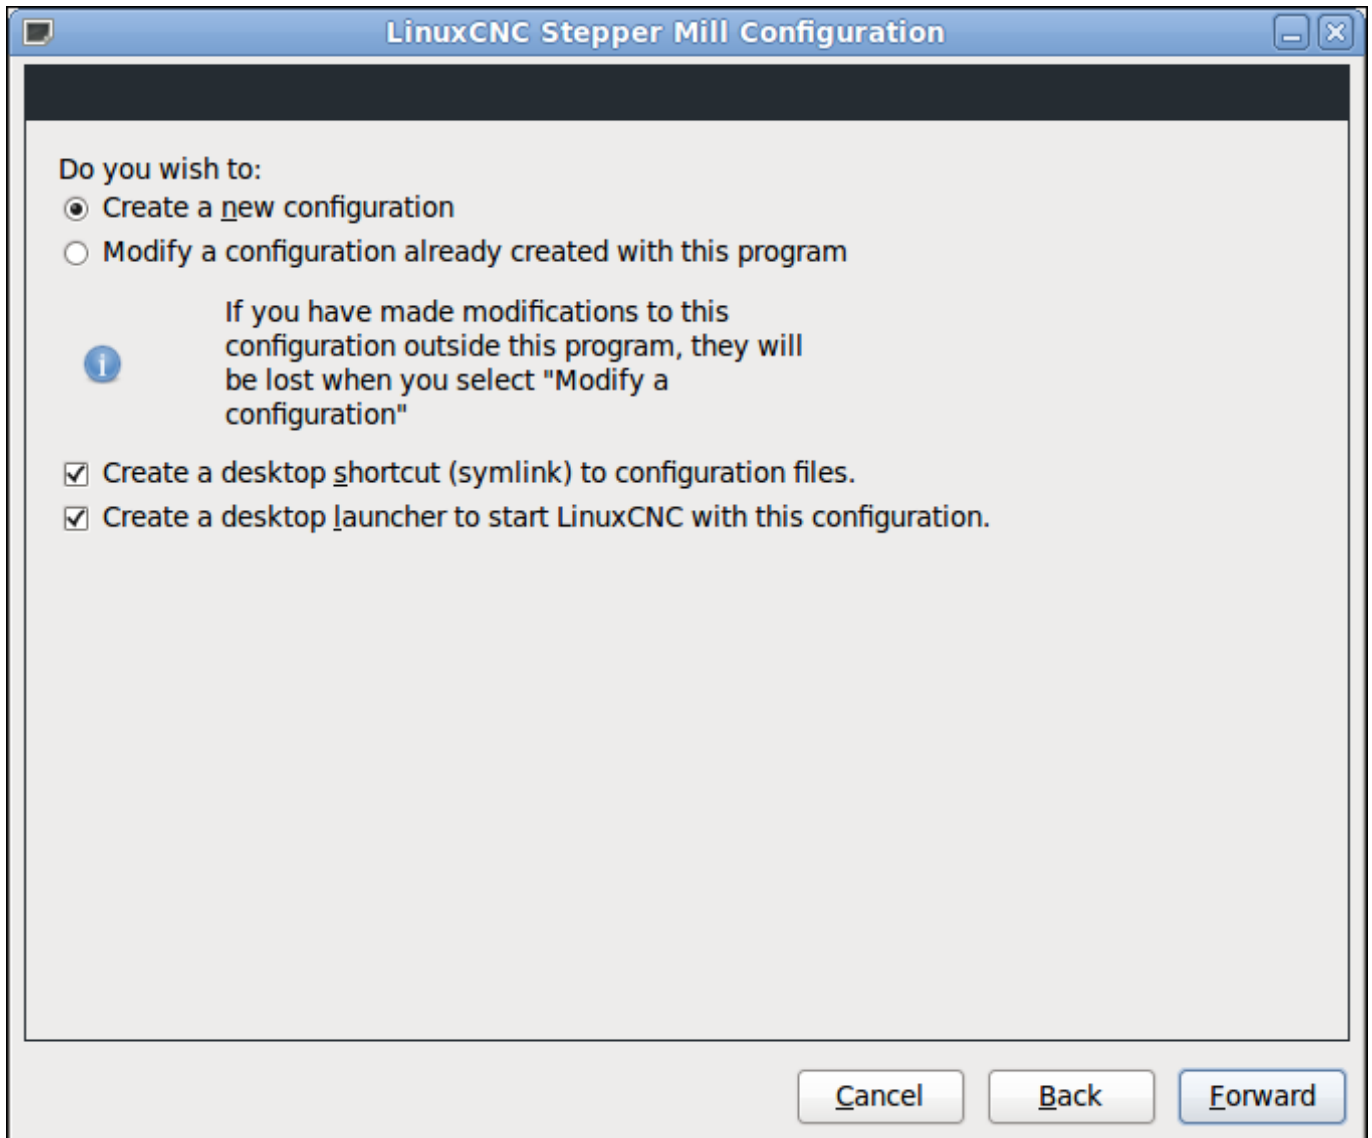 LinuxCNC Stepper Mill Configuration
Do you wish to:
Create a new configuration
Modify a configuration already created with this program
If you have made modifications to this
configuration outside this program, they will
be lost when you select "Modify a
configuration"
Create a desktop shortcut (symlink) to configuration files.
Create a desktop launcher to start LinuxCNC with this configuration.
Cancel Back Forward